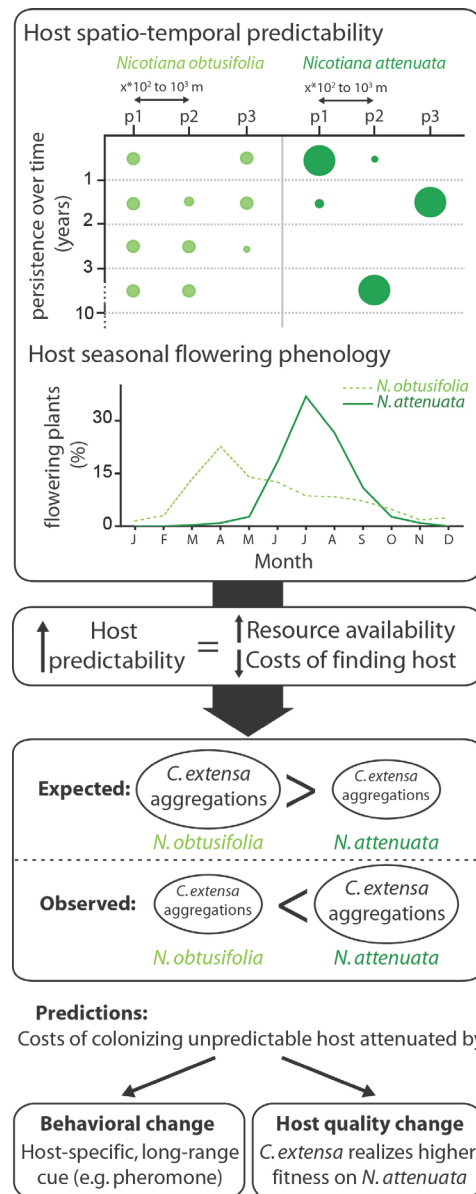 Host spatio-temporal predictability
Nicotiana obtusifolia Nicotiana attenuata
x*10² to 10³ m x*10² to 10³ m
p1 p2 p3 p1 p2 p3
persistence over time
(years)
1
2
3
10
Host seasonal flowering phenology
N. obtusifolia
N. attenuata
flowering plants
(%)
30
15
0
J F M A M J J A S O N D
Month
Host
predictability
=
Resource availability
Costs of finding host
Expected:
C. extensa
aggregations
>
C. extensa
aggregations
N. obtusifolia N. attenuata
Observed:
C. extensa
aggregations
<
C. extensa
aggregations
N. obtusifolia N. attenuata
Predictions:
Costs of colonizing unpredictable host attenuated by
Behavioral change
Host-specific, long-range
cue (e.g. pheromone)
Host quality change
C. extensa realizes higher
fitness on N. attenuata